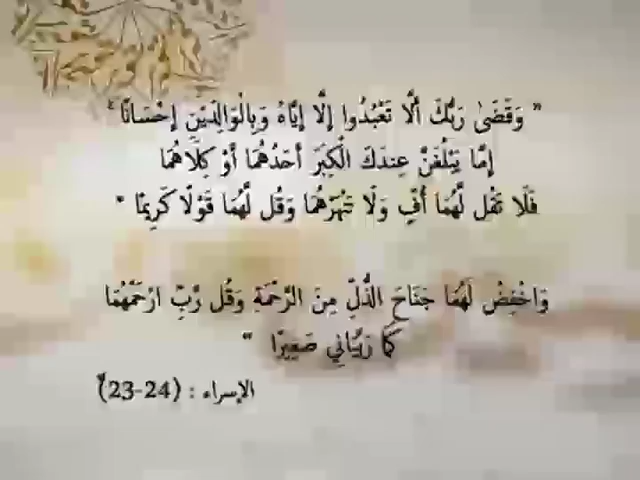 " وَقَضَىٰ رَبُّكَ أَلَّا تَعْبُدُوا إِلَّا إِيَّاهُ وَبِالْوَالِدَيْنِ إِحْسَانًا ۚ
إِمَّا يَبْلُغَنَّ عِندَكَ الْكِبَرَ أَحَدُهُمَا أَوْ كِلَاهُمَا
فَلَا تَقُل لَّهُمَا أُفٍّ وَلَا تَنْهَرْهُمَا وَقُل لَّهُمَا قَوْلًا كَرِيمًا "
وَاخْفِضْ لَهُمَا جَنَاحَ الذُّلِّ مِنَ الرَّحْمَةِ وَقُل رَّبِّ ارْحَمْهُمَا
كَمَا رَبَّيَانِي صَغِيرًا "
الإسراء : (23-24)